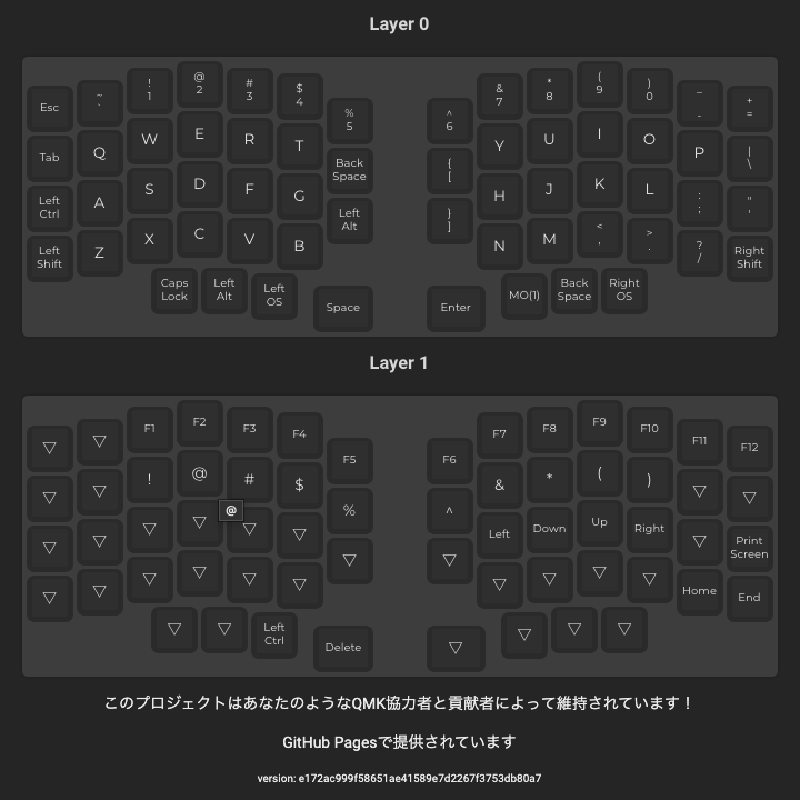 Layer 0
Esc ~ ` ! 1 @ 2 # 3 $ 4 % 5 ^ 6 & 7 * 8 ( 9 ) 0 _ - + =
Tab Q W E R T Back Space { [ Y U I O P | \
Left Ctrl A S D F G Left Alt } ] H J K L : ; " '
Left Shift Z X C V B N M < , > . ? / Right Shift
Caps Lock Left Alt Left OS Space Enter MO(1) Back Space Right OS
Layer 1
▽ ▽ F1 F2 F3 F4 F5 F6 F7 F8 F9 F10 F11 F12
▽ ▽ ! @ # $ % ^ & * ( ) ▽ ▽
@
▽ ▽ ▽ ▽ ▽ ▽ ▽ ▽ Left Down Up Right ▽ Print Screen
▽ ▽ ▽ ▽ ▽ ▽ ▽ ▽ ▽ ▽ Home End
▽ ▽ Left Ctrl Delete ▽ ▽ ▽ ▽
このプロジェクトはあなたのようなQMK協力者と貢献者によって維持されています！
GitHub Pagesで提供されています
version: e172ac999f58651ae41589e7d2267f3753db80a7